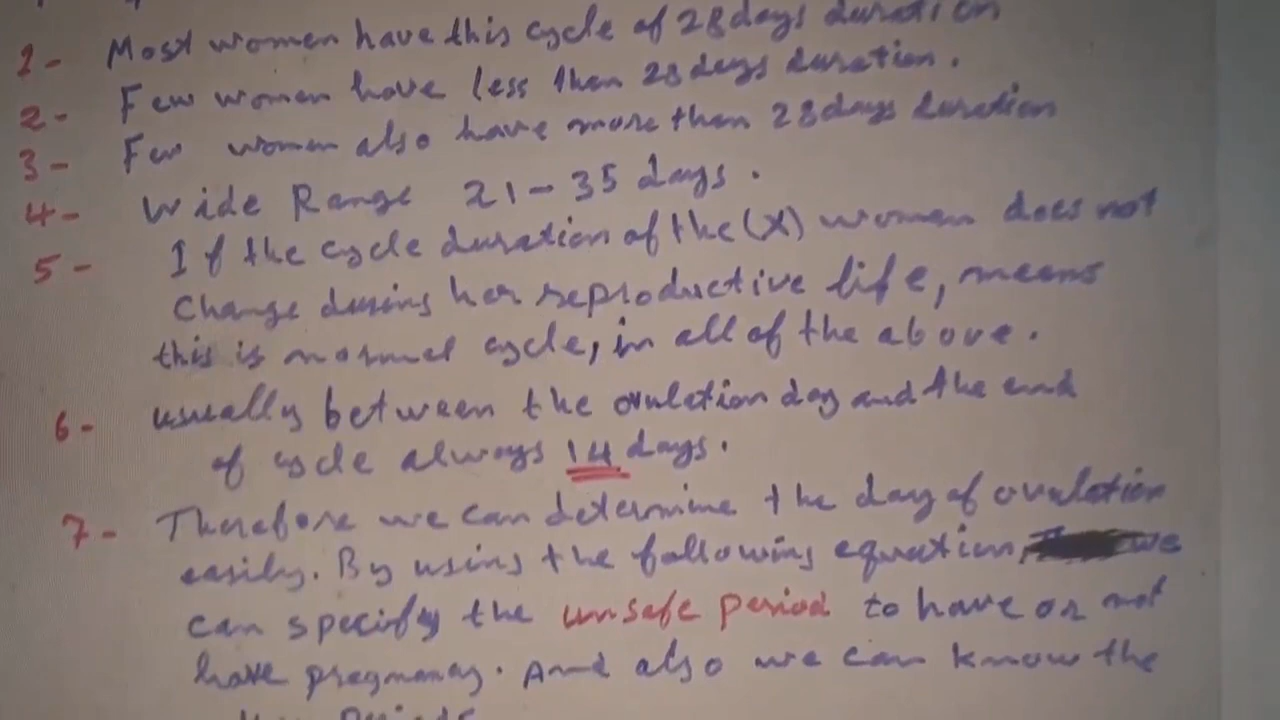 1- Most women have this cycle of 28 days duration
2- Few women have less than 28 days duration.
3- Few women also have more than 28 days duration
4- Wide Range 21-35 days.
5- If the cycle duration of the (X) women does not
Change during her reproductive life, means
this is normal cycle, in all of the above.
6- usually between the ovulation day and the end
of cycle always 14 days.
7- Therefore we can determine the day of ovulation
easily. By using the following equation, we
can specify the unsafe period to have or not
have pregnancy. And also we can know the